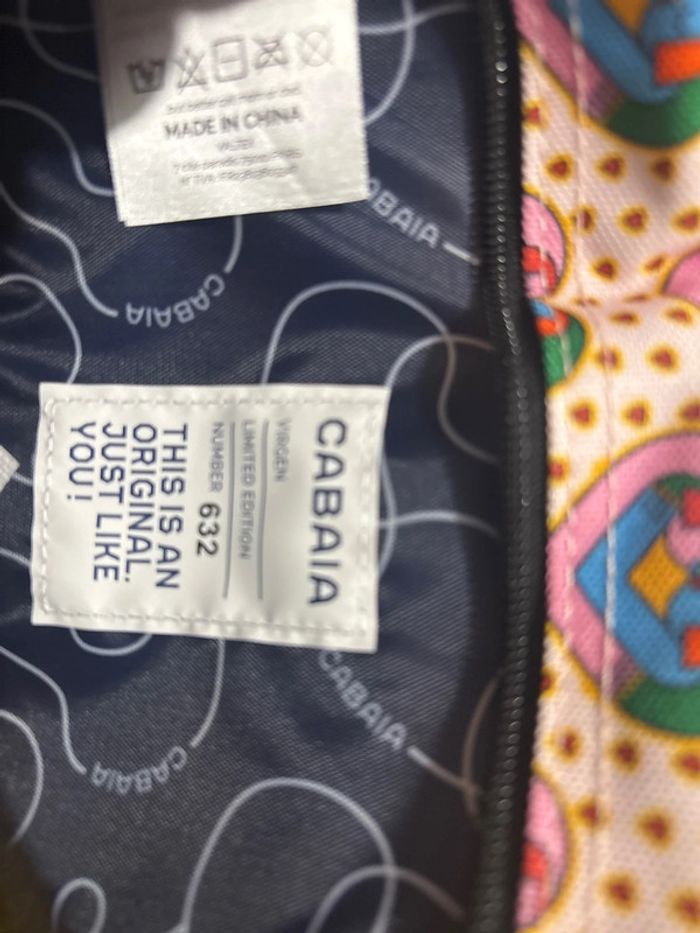 MADE IN CHINA
CABAIA
VIRGEN
LIMITED EDITION
NUMBER 632
THIS IS AN
ORIGINAL.
JUST LIKE
YOU!
CABAIA
CABAIA
CABAIA
CABAIA